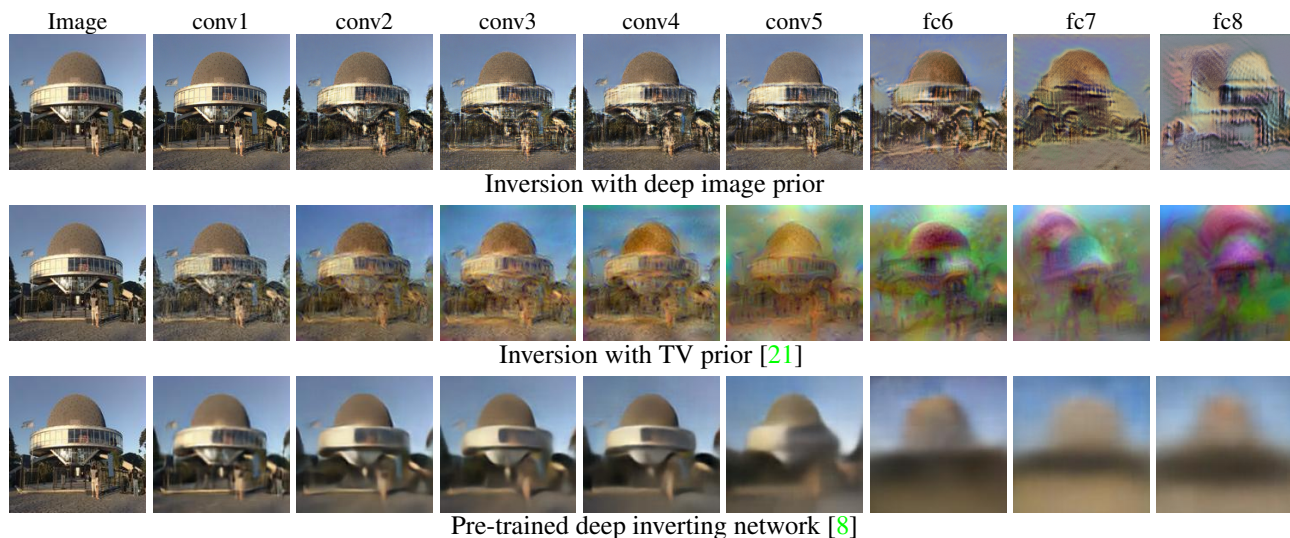 Image conv1 conv2 conv3 conv4 conv5 fc6 fc7 fc8
Inversion with deep image prior
Inversion with TV prior [21]
Pre-trained deep inverting network [8]